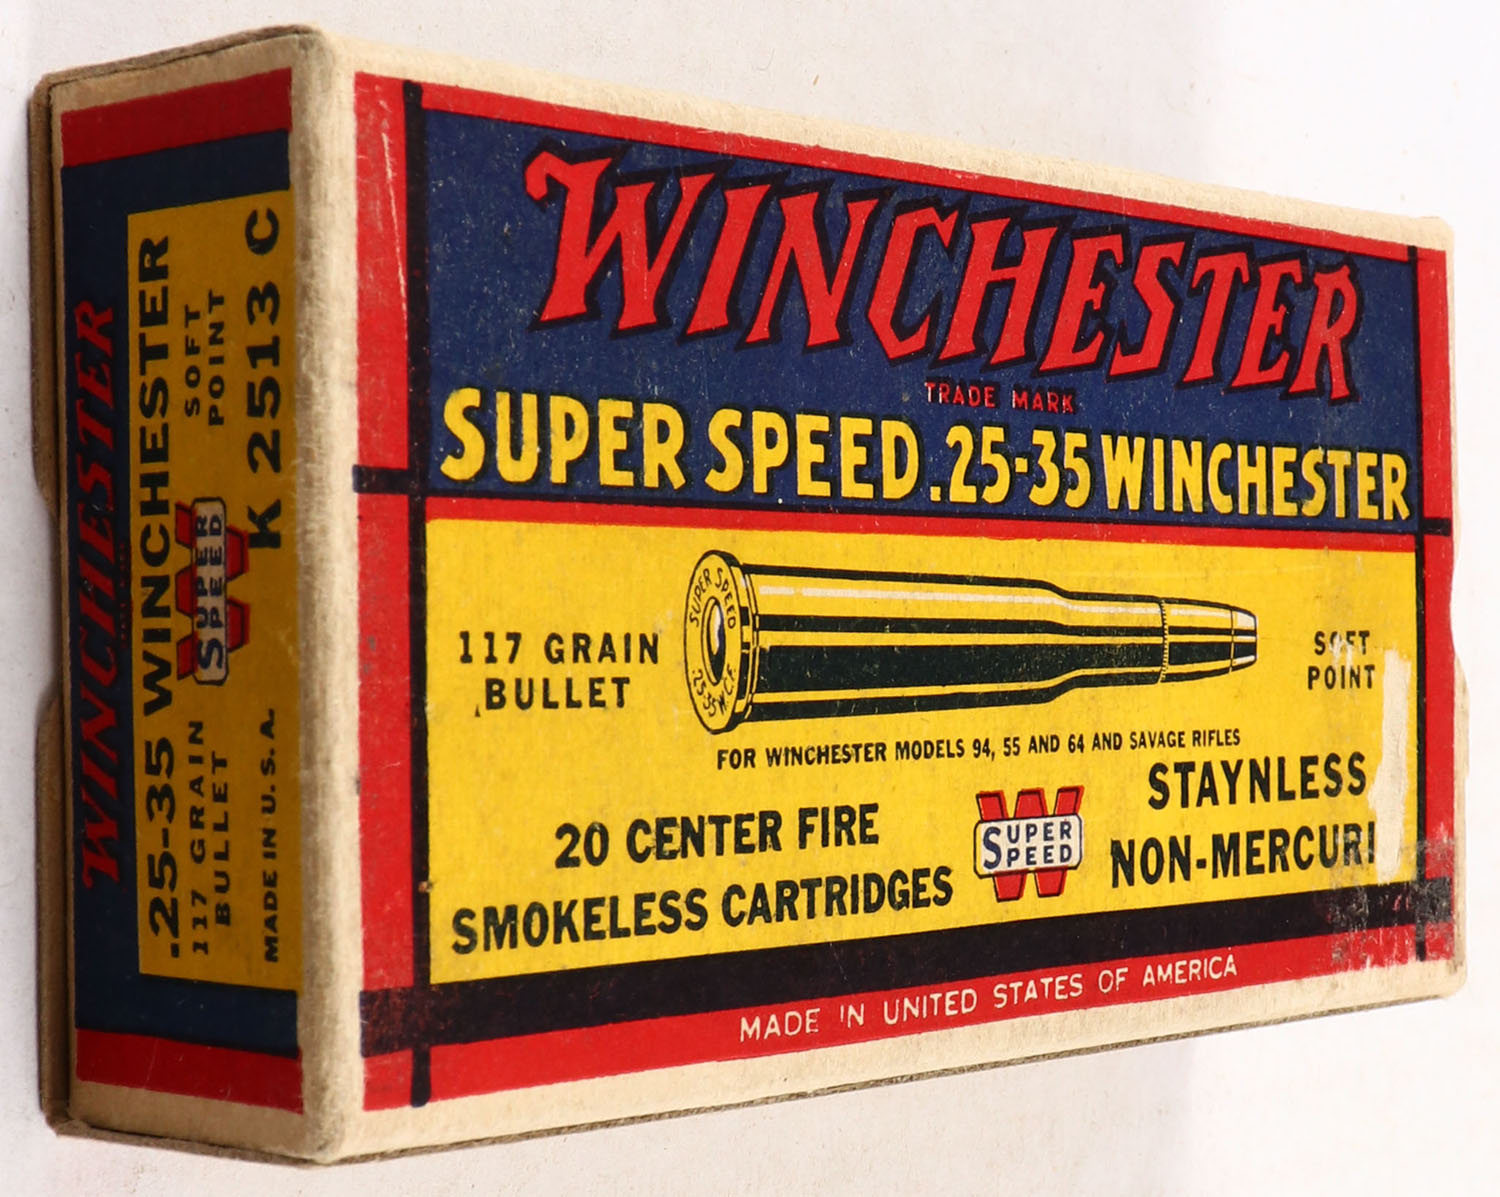 WINCHESTER
TRADE MARK
SUPER SPEED .25-35 WINCHESTER
117 GRAIN
BULLET
SUPER SPEED
.25-35 W.C.F.
SOFT
POINT
FOR WINCHESTER MODELS 94, 55 AND 64 AND SAVAGE RIFLES
20 CENTER FIRE
SMOKELESS CARTRIDGES
W
SUPER
SPEED
STAYNLESS
NON-MERCURI
MADE IN UNITED STATES OF AMERICA
WINCHESTER
.25-35 WINCHESTER
117 GRAIN
BULLET
W
SUPER
SPEED
SOFT
POINT
MADE IN U.S.A.
K 2513 C